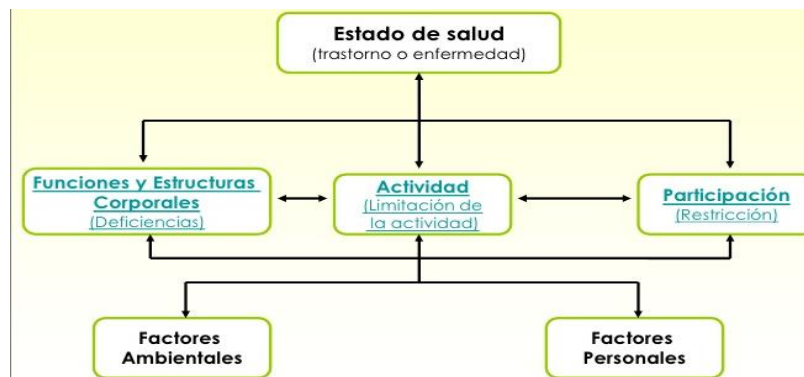 Estado de salud
(trastorno o enfermedad)
Funciones y Estructuras
Corporales
(Deficiencias)
Actividad
(Limitación de
la actividad)
Participación
(Restricción)
Factores
Ambientales
Factores
Personales